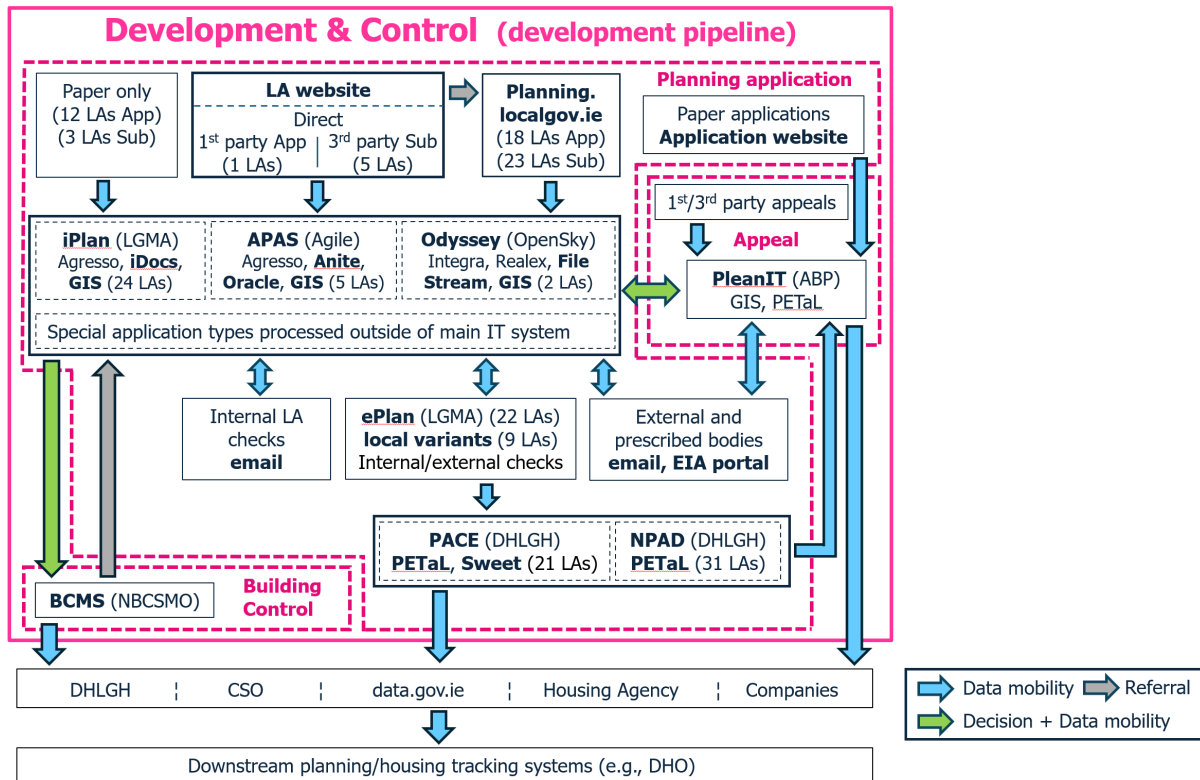 Development & Control (development pipeline)
Planning application
Paper only
(12 LAs App)
(3 LAs Sub)
LA website
Direct
1st party App
(1 LAs)
3rd party Sub
(5 LAs)
Planning.
localgov.ie
(18 LAs App)
(23 LAs Sub)
Paper applications
Application website
1st/3rd party appeals
Appeal
PleanIT (ABP)
GIS, PETaL
iPlan (LGMA)
Agresso, iDocs,
GIS (24 LAs)
APAS (Agile)
Agresso, Anite,
Oracle, GIS (5 LAs)
Odyssey (OpenSky)
Integra, Realex, File
Stream, GIS (2 LAs)
Special application types processed outside of main IT system
Internal LA
checks
email
ePlan (LGMA) (22 LAs)
local variants (9 LAs)
Internal/external checks
External and
prescribed bodies
email, EIA portal
PACE (DHLGH)
PETaL, Sweet (21 LAs)
NPAD (DHLGH)
PETaL (31 LAs)
BCMS (NBCSMO)
Building
Control
DHLGH
CSO
data.gov.ie
Housing Agency
Companies
Downstream planning/housing tracking systems (e.g., DHO)
Data mobility
Referral
Decision + Data mobility